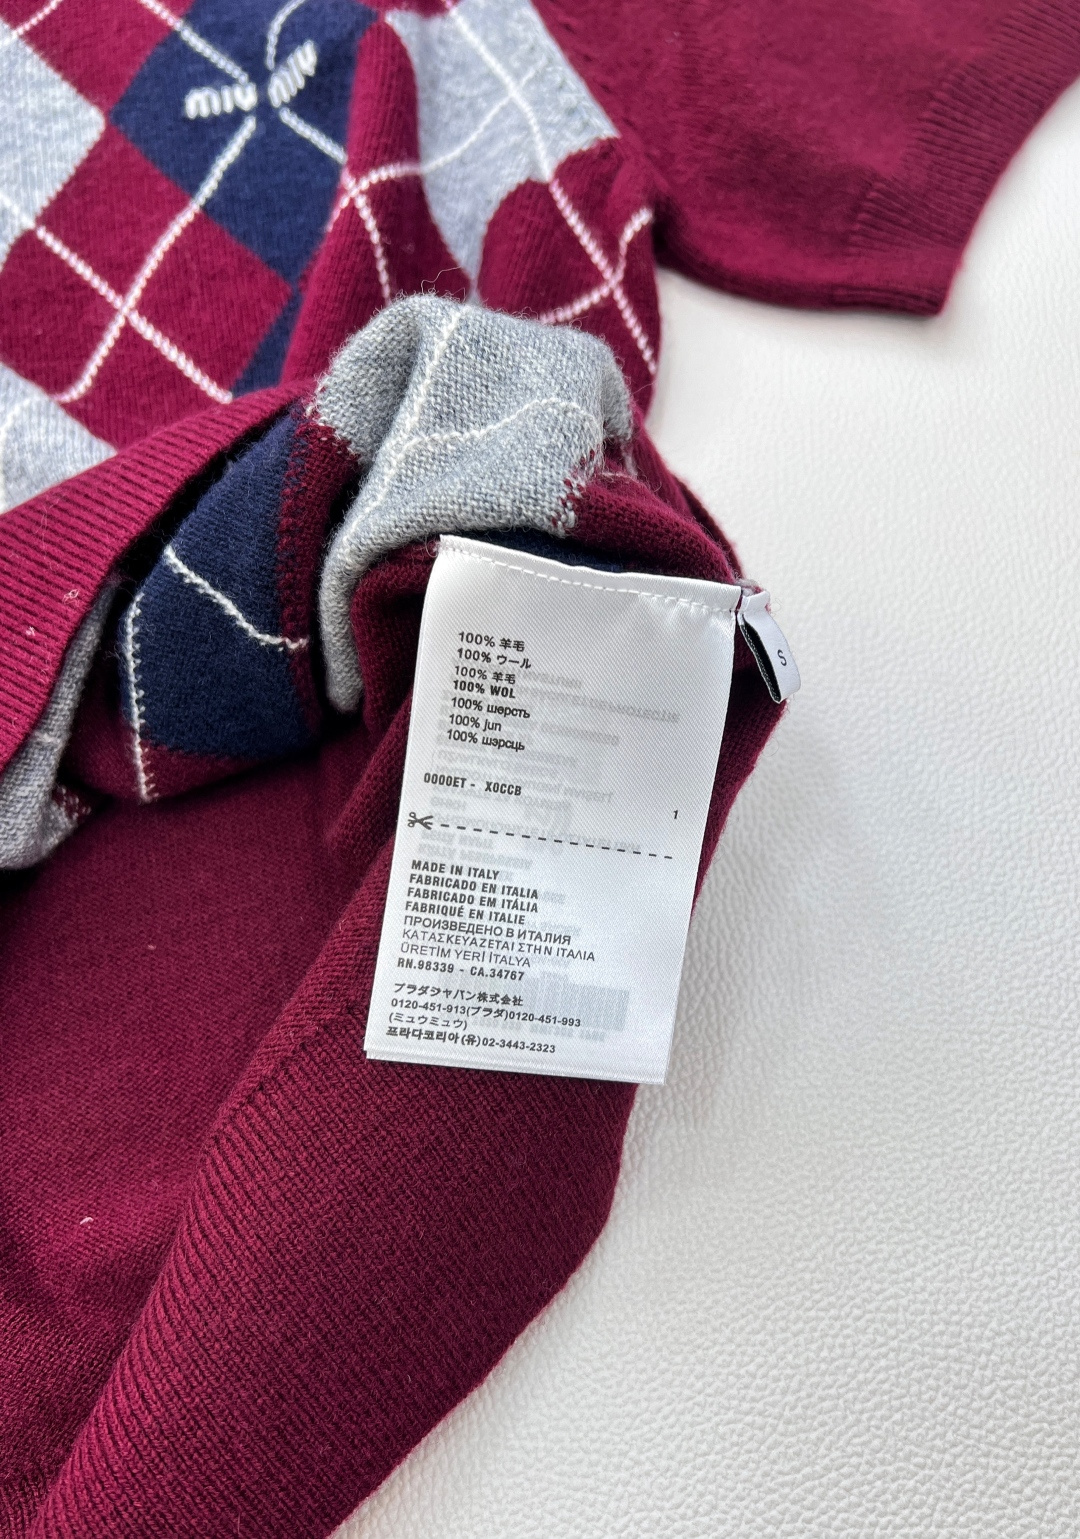 miu miu
S
100% 羊毛
100% ウール
100% 羊毛
100% WOL
100% шерсть
100% jun
100% шэрсць
0000ET - X0CCB
1
MADE IN ITALY
FABRICADO EN ITALIA
FABRICADO EM ITÁLIA
FABRIQUÉ EN ITALIE
ПРОИЗВЕДЕНО В ИТАЛИЯ
ΚΑΤΑΣΚΕΥΑΖΕΤΑΙ ΣΤΗΝ ΙΤΑΛΙΑ
ÜRETİM YERİ İTALYA
RN.98339 - CA.34767
プラダジャパン株式会社
0120-451-913(プラダ)0120-451-993
(ミュウミュウ)
프라다코리아(유)02-3443-2323